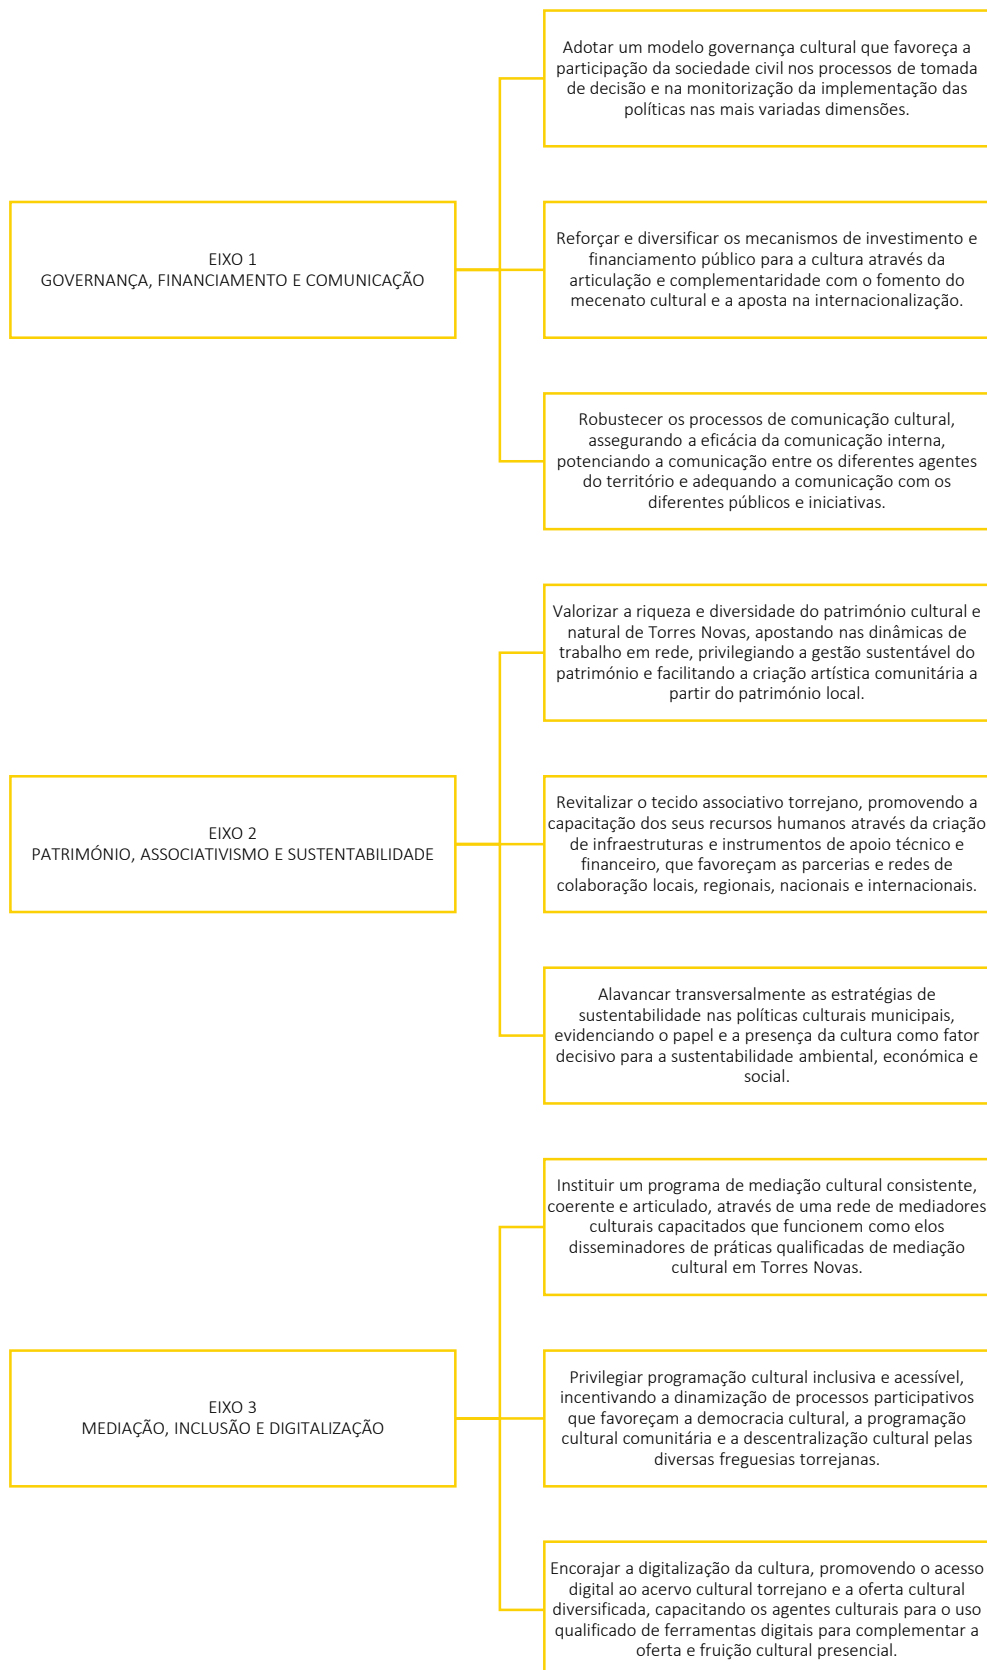 Adotar um modelo governança cultural que favoreça a
participação da sociedade civil nos processos de tomada
de decisão e na monitorização da implementação das
políticas nas mais variadas dimensões.
EIXO 1
GOVERNANÇA, FINANCIAMENTO E COMUNICAÇÃO
Reforçar e diversificar os mecanismos de investimento e
financiamento público para a cultura através da
articulação e complementaridade com o fomento do
mecenato cultural e a aposta na internacionalização.
Robustecer os processos de comunicação cultural,
assegurando a eficácia da comunicação interna,
potenciando a comunicação entre os diferentes agentes
do território e adequando a comunicação com os
diferentes públicos e iniciativas.
Valorizar a riqueza e diversidade do património cultural e
natural de Torres Novas, apostando nas dinâmicas de
trabalho em rede, privilegiando a gestão sustentável do
património e facilitando a criação artística comunitária a
partir do património local.
EIXO 2
PATRIMÓNIO, ASSOCIATIVISMO E SUSTENTABILIDADE
Revitalizar o tecido associativo torrejano, promovendo a
capacitação dos seus recursos humanos através da criação
de infraestruturas e instrumentos de apoio técnico e
financeiro, que favoreçam as parcerias e redes de
colaboração locais, regionais, nacionais e internacionais.
Alavancar transversalmente as estratégias de
sustentabilidade nas políticas culturais municipais,
evidenciando o papel e a presença da cultura como fator
decisivo para a sustentabilidade ambiental, económica e
social.
Instituir um programa de mediação cultural consistente,
coerente e articulado, através de uma rede de mediadores
culturais capacitados que funcionem como elos
disseminadores de práticas qualificadas de mediação
cultural em Torres Novas.
EIXO 3
MEDIAÇÃO, INCLUSÃO E DIGITALIZAÇÃO
Privilegiar programação cultural inclusiva e acessível,
incentivando a dinamização de processos participativos
que favoreçam a democracia cultural, a programação
cultural comunitária e a descentralização cultural pelas
diversas freguesias torrejanas.
Encorajar a digitalização da cultura, promovendo o acesso
digital ao acervo cultural torrejano e a oferta cultural
diversificada, capacitando os agentes culturais para o uso
qualificado de ferramentas digitais para complementar a
oferta e fruição cultural presencial.